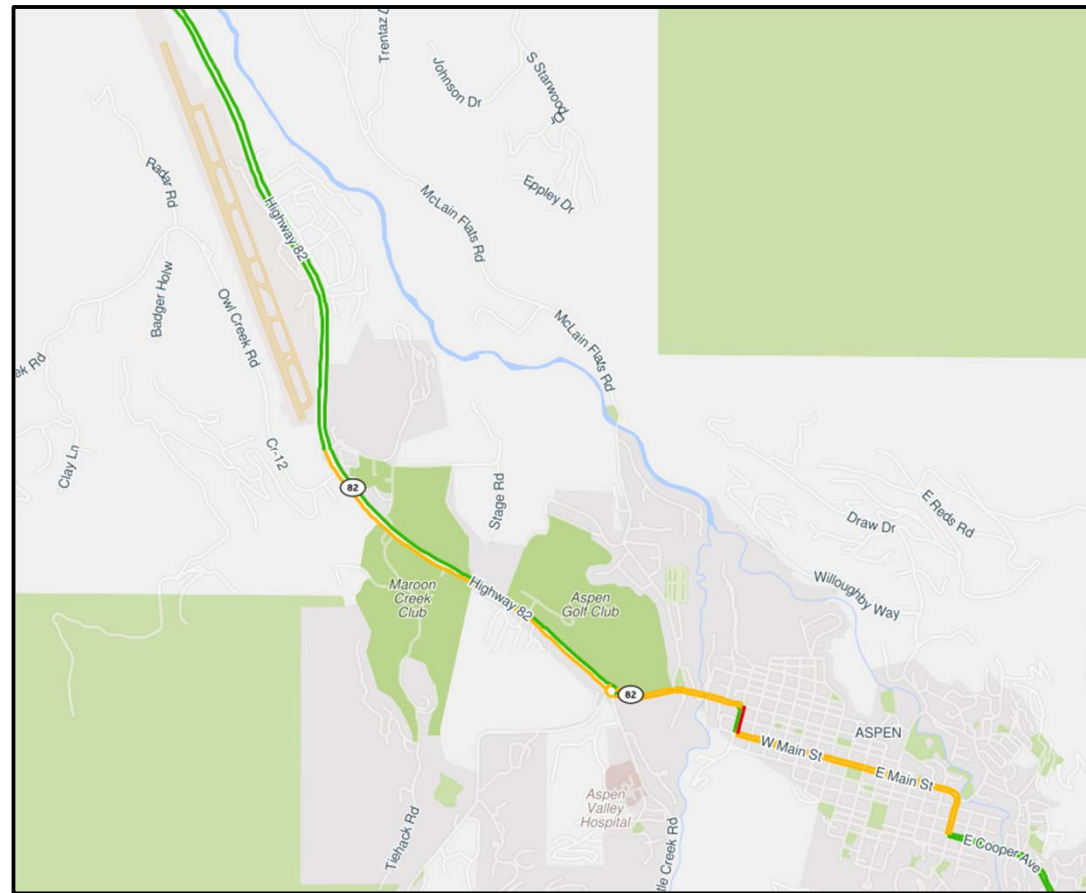 Trentaz D
Johnson Dr
S Starwood
Radar Rd
Eppley Dr
McLain Flats Rd
Highway 82
Badger Holw
Owl Creek Rd
McLain Flats Rd
ek Rd
Clay Ln
Cr-12
82
Stage Rd
E Reds Rd
Draw Dr
Willoughby Way
Maroon
Creek
Club
Highway 82
Aspen
Golf Club
82
ASPEN
W Main St
E Main St
Aspen
Valley
Hospital
Tiehack Rd
tle Creek Rd
E Cooper Ave